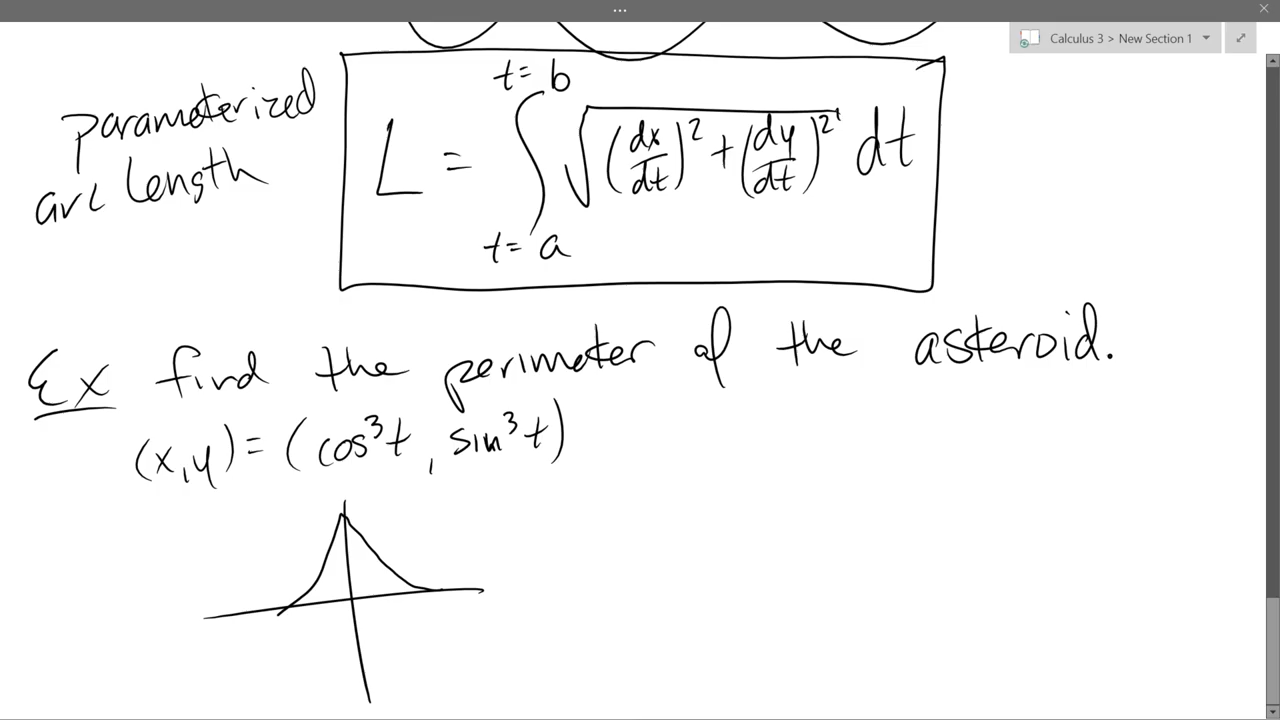 Calculus 3 > New Section 1
parameterized
arc length
L = ∫_{t=a}^{t=b} √((dx/dt)² + (dy/dt)²) dt
Ex find the perimeter of the asteroid.
(x,y) = (cos³t, sin³t)